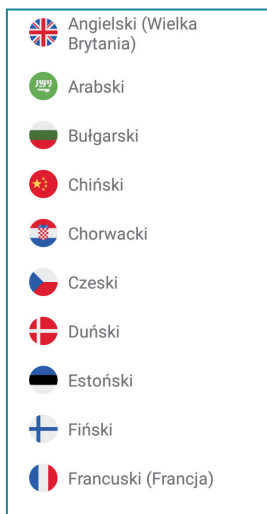 Angielski (Wielka
Brytania)
Arabski
Bułgarski
Chiński
Chorwacki
Czeski
Duński
Estoński
Fiński
Francuski (Francja)